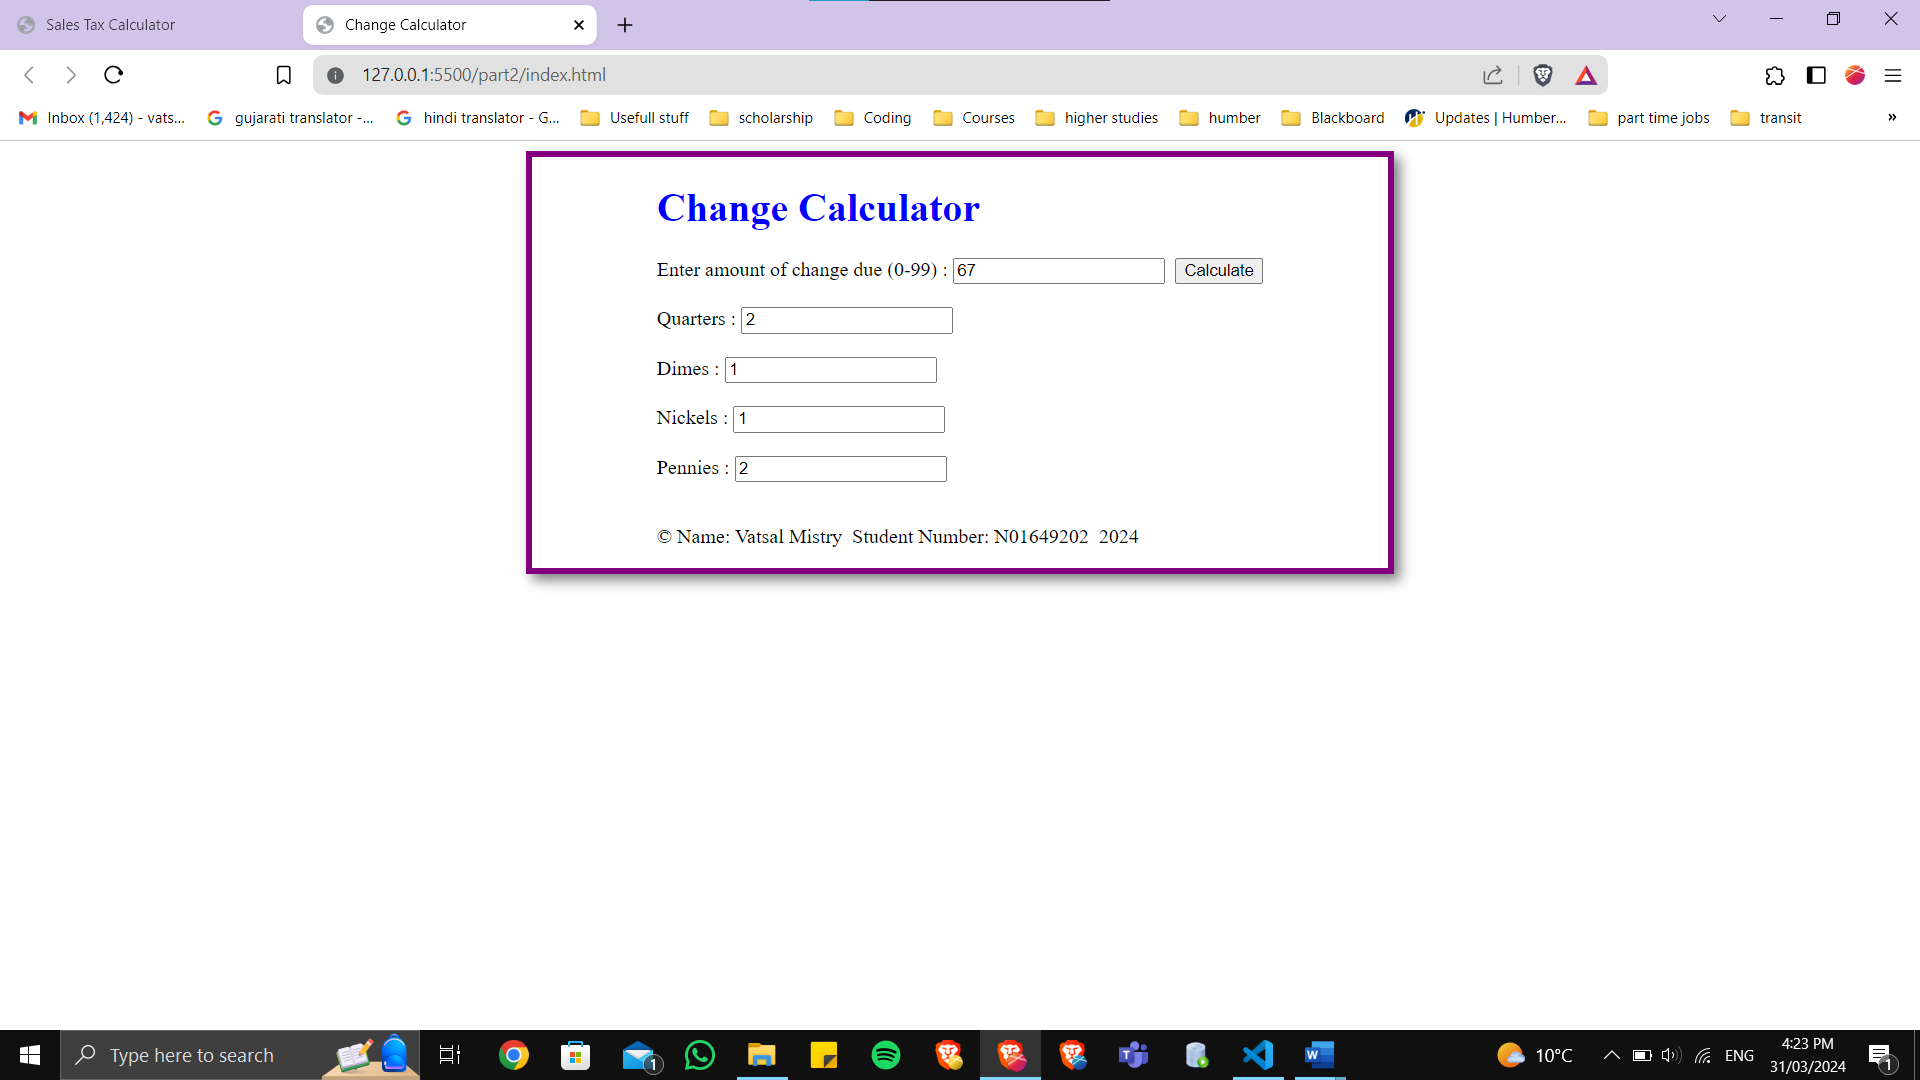 Sales Tax Calculator
Change Calculator
127.0.0.1:5500/part2/index.html
Inbox (1,424) - vats...
gujarati translator -...
hindi translator - G...
Usefull stuff
scholarship
Coding
Courses
higher studies
humber
Blackboard
Updates | Humber...
part time jobs
transit
»
Change Calculator
Enter amount of change due (0-99) : 67 Calculate
Quarters : 2
Dimes : 1
Nickels : 1
Pennies : 2
© Name: Vatsal Mistry Student Number: N01649202 2024
Type here to search
1
10°C
ENG
4:23 PM
31/03/2024
1